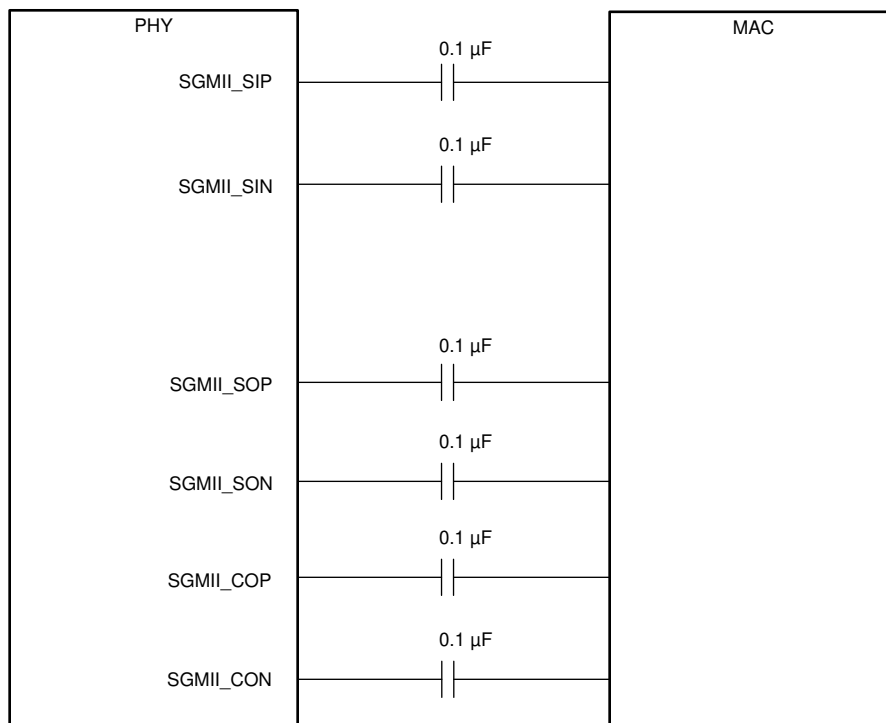 PHY
MAC
0.1 µF
SGMII_SIP
0.1 µF
SGMII_SIN
0.1 µF
SGMII_SOP
0.1 µF
SGMII_SON
0.1 µF
SGMII_COP
0.1 µF
SGMII_CON